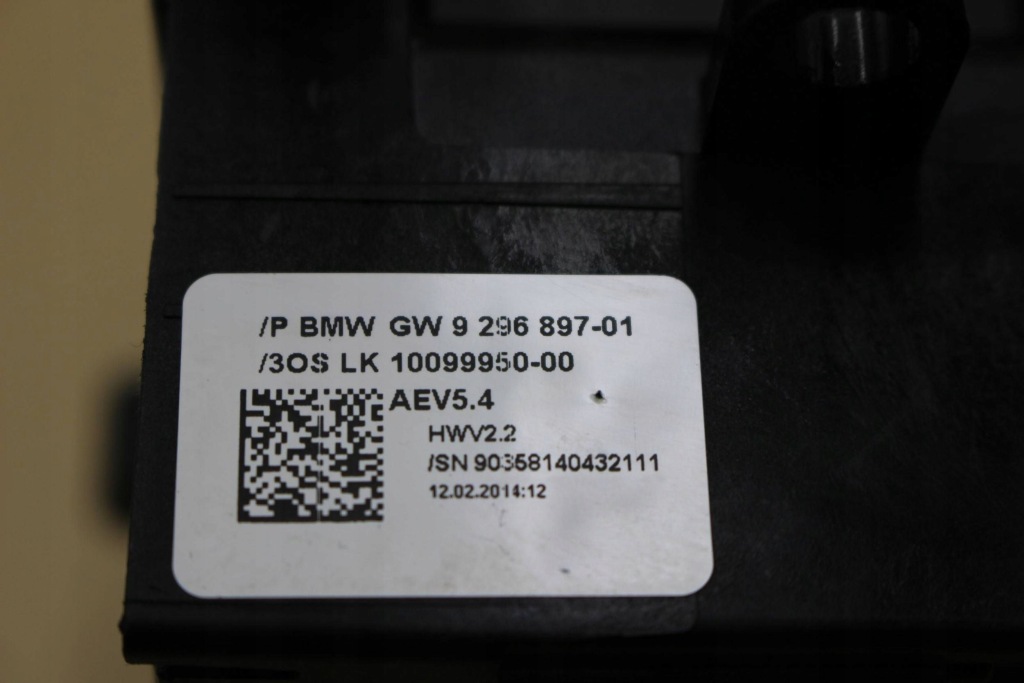 /P BMW GW 9 296 897-01
/3OS LK 10099950-00
AEV5.4
HWV2.2
/SN 90358140432111
12.02.2014:12